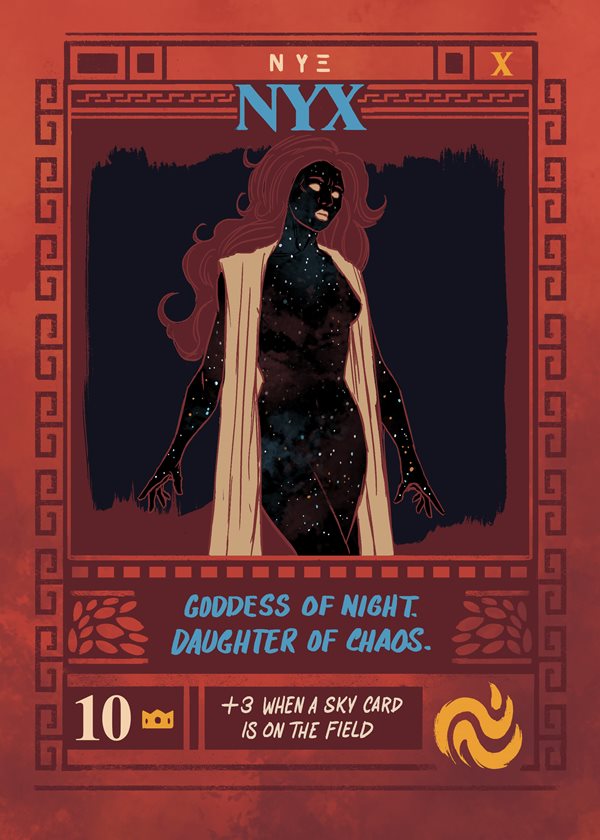 ΝΥΞ
X
NYX
GODDESS OF NIGHT.
DAUGHTER OF CHAOS.
10
+3 WHEN A SKY CARD
IS ON THE FIELD